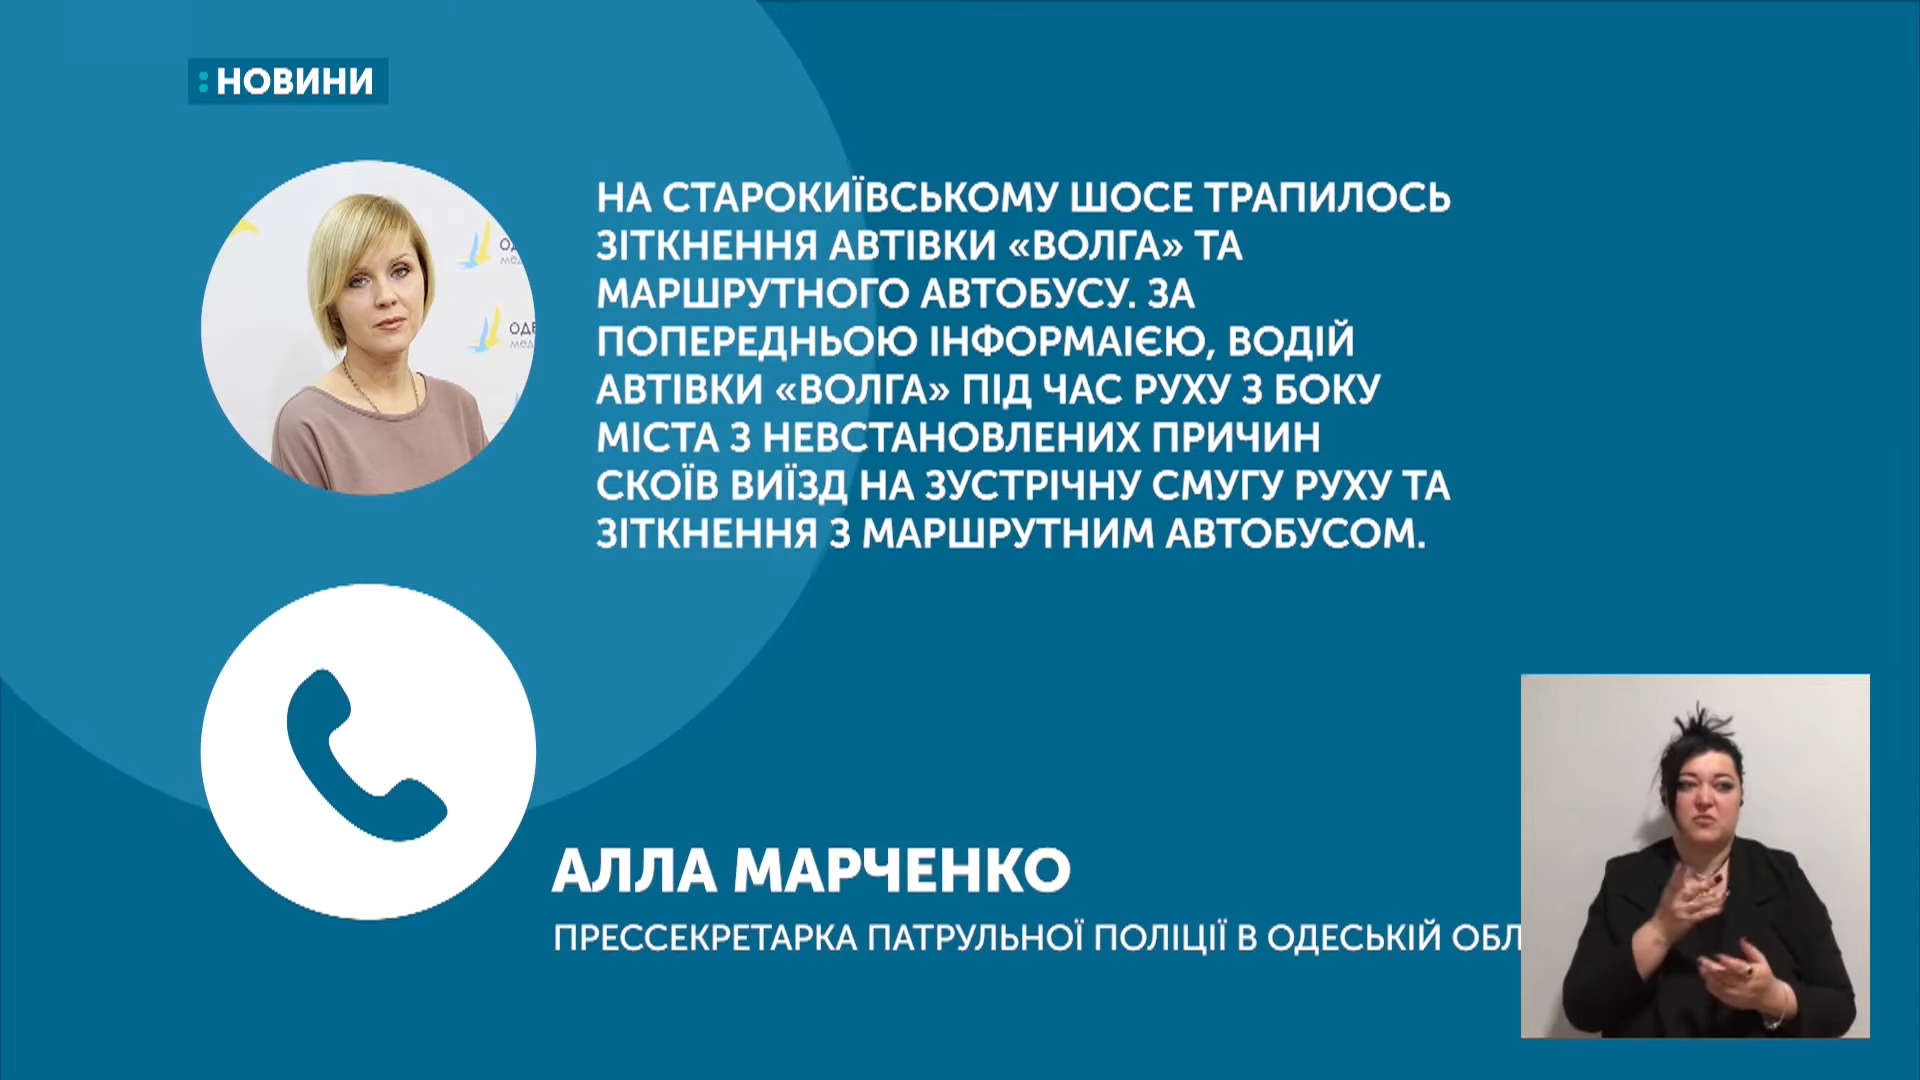 НОВИНИ
НА СТАРОКИЇВСЬКОМУ ШОСЕ ТРАПИЛОСЬ
ЗІТКНЕННЯ АВТІВКИ «ВОЛГА» ТА
МАРШРУТНОГО АВТОБУСУ. ЗА
ПОПЕРЕДНЬОЮ ІНФОРМАІЄЮ, ВОДІЙ
АВТІВКИ «ВОЛГА» ПІД ЧАС РУХУ З БОКУ
МІСТА З НЕВСТАНОВЛЕНИХ ПРИЧИН
СКОЇВ ВИЇЗД НА ЗУСТРІЧНУ СМУГУ РУХУ ТА
ЗІТКНЕННЯ З МАРШРУТНИМ АВТОБУСОМ.
АЛЛА МАРЧЕНКО
ПРЕССЕКРЕТАРКА ПАТРУЛЬНОЇ ПОЛІЦІЇ В ОДЕСЬКІЙ ОБЛ